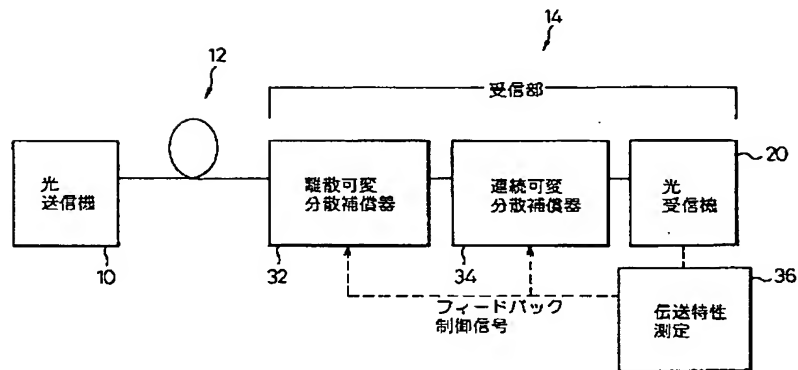 14
12
受信部
光
送信機
離散可変
分散補償器
連続可変
分散補償器
光
受信機
20
10
32
34
36
フィードバック
制御信号
伝送特性
測定